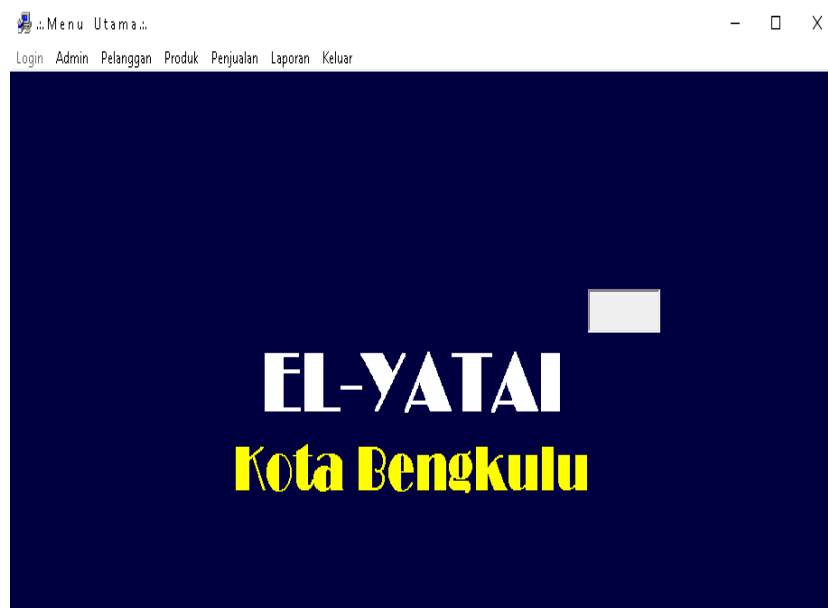 .:.Menu Utama.:.
Login Admin Pelanggan Produk Penjualan Laporan Keluar
EL-YATAI
Kota Bengkulu